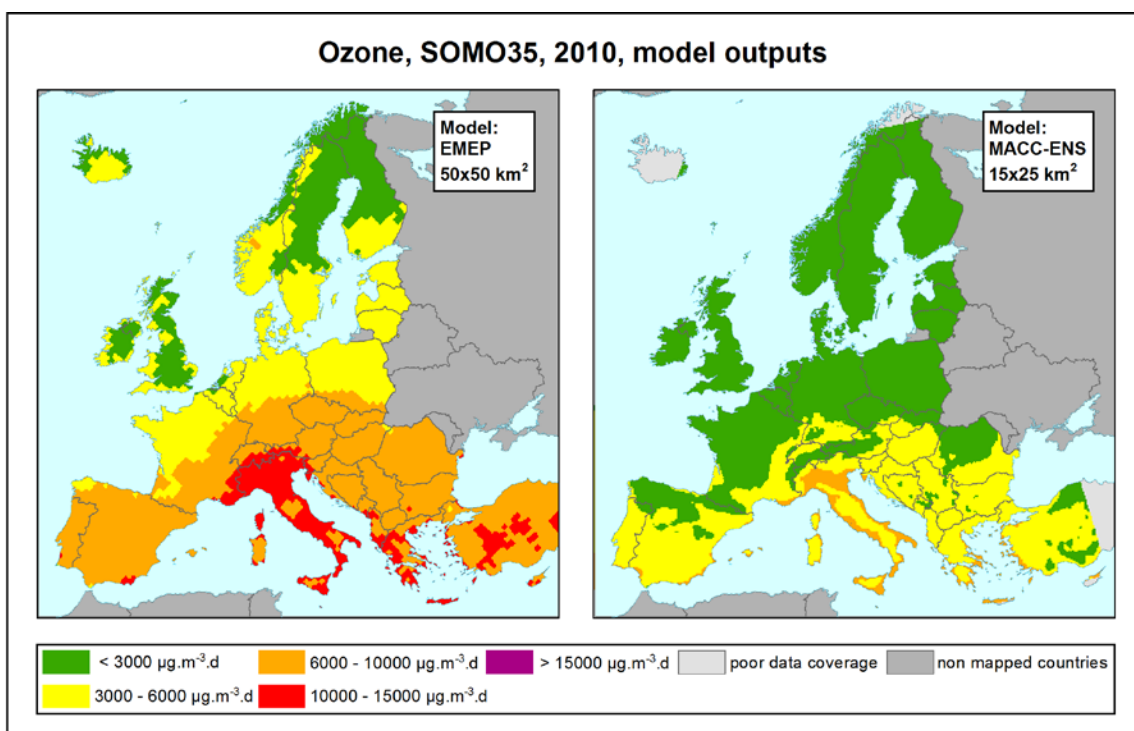 Ozone, SOMO35, 2010, model outputs
Model:
EMEP
50x50 km²
Model:
MACC-ENS
15x25 km²
< 3000 µg.m⁻³.d
6000 - 10000 µg.m⁻³.d
> 15000 µg.m⁻³.d
poor data coverage
non mapped countries
3000 - 6000 µg.m⁻³.d
10000 - 15000 µg.m⁻³.d